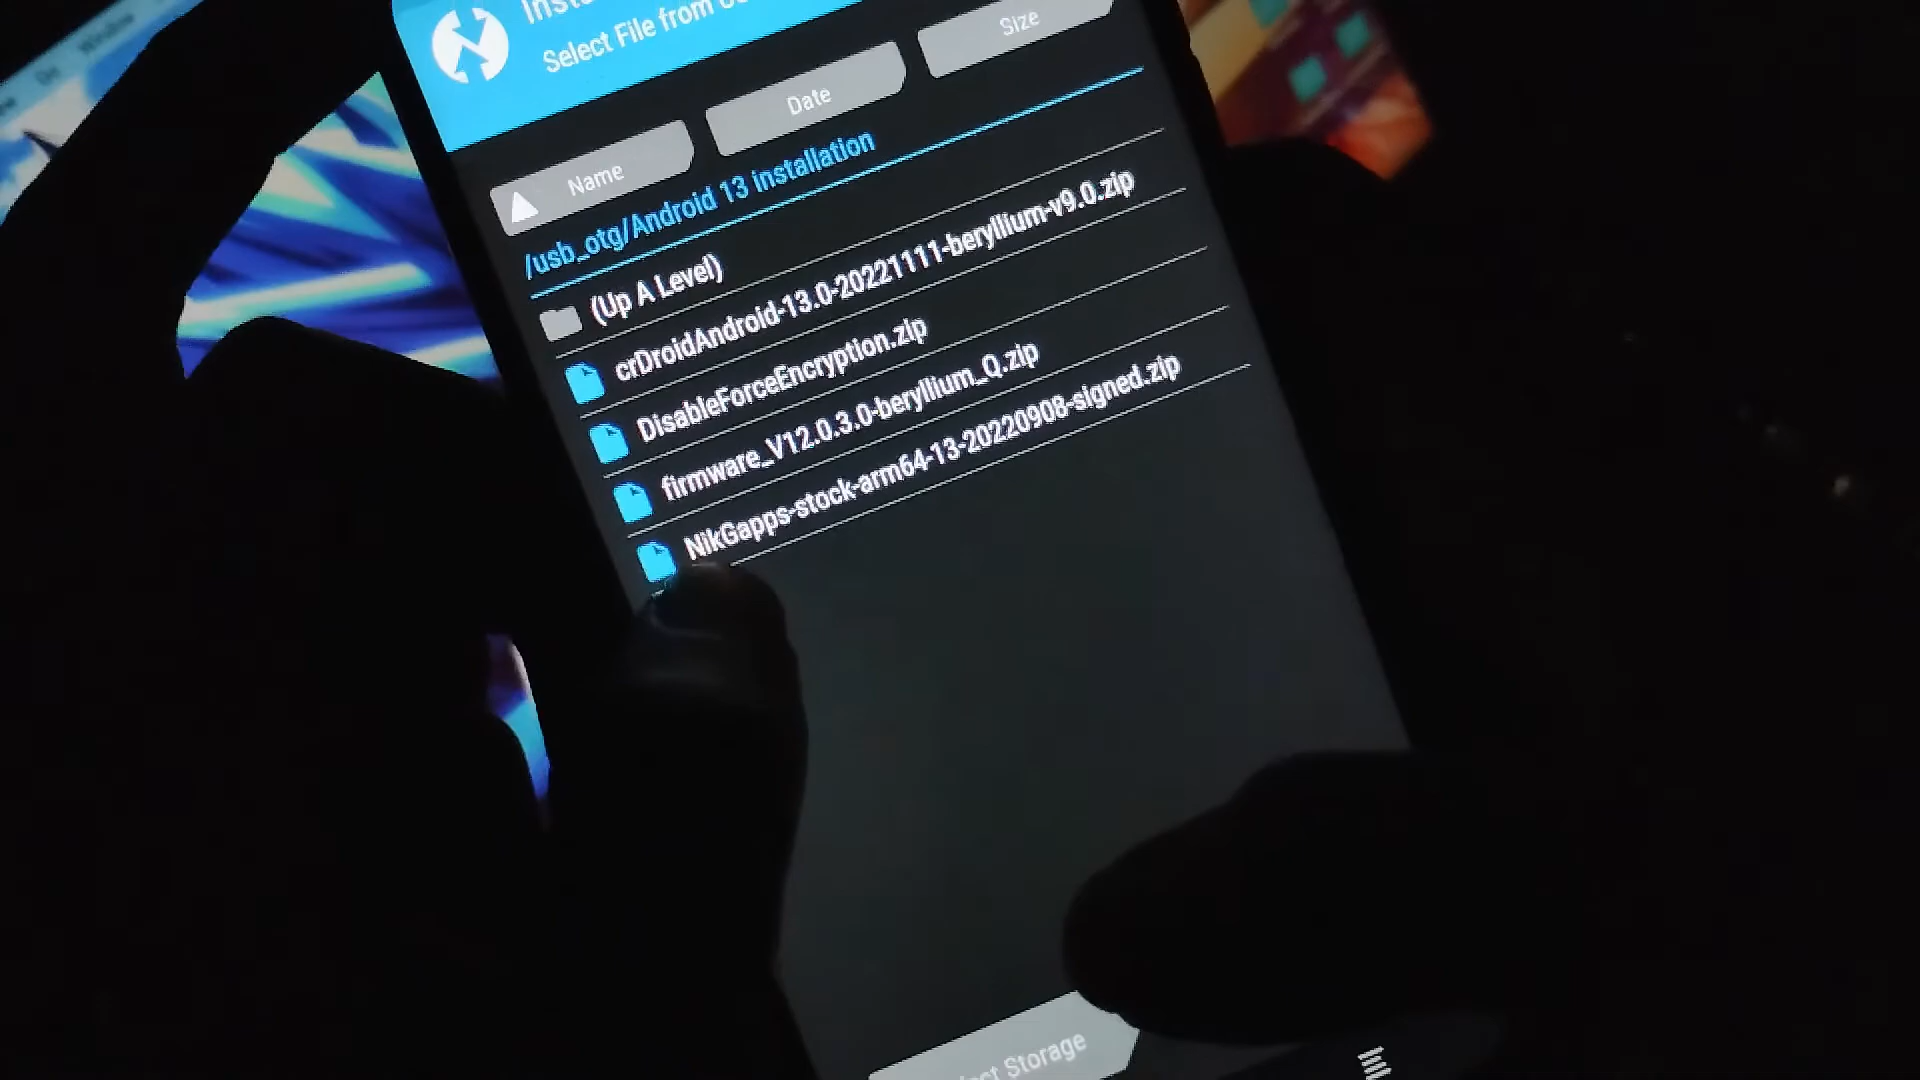 Select File from
Name
Date
Size
/usb_otg/Android 13 installation
(Up A Level)
crDroidAndroid-13.0-20221111-beryllium-v9.0.zip
DisableForceEncryption.zip
firmware_V12.0.3.0-beryllium_Q.zip
NikGapps-stock-arm64-13-20220908-signed.zip
Storage
Window